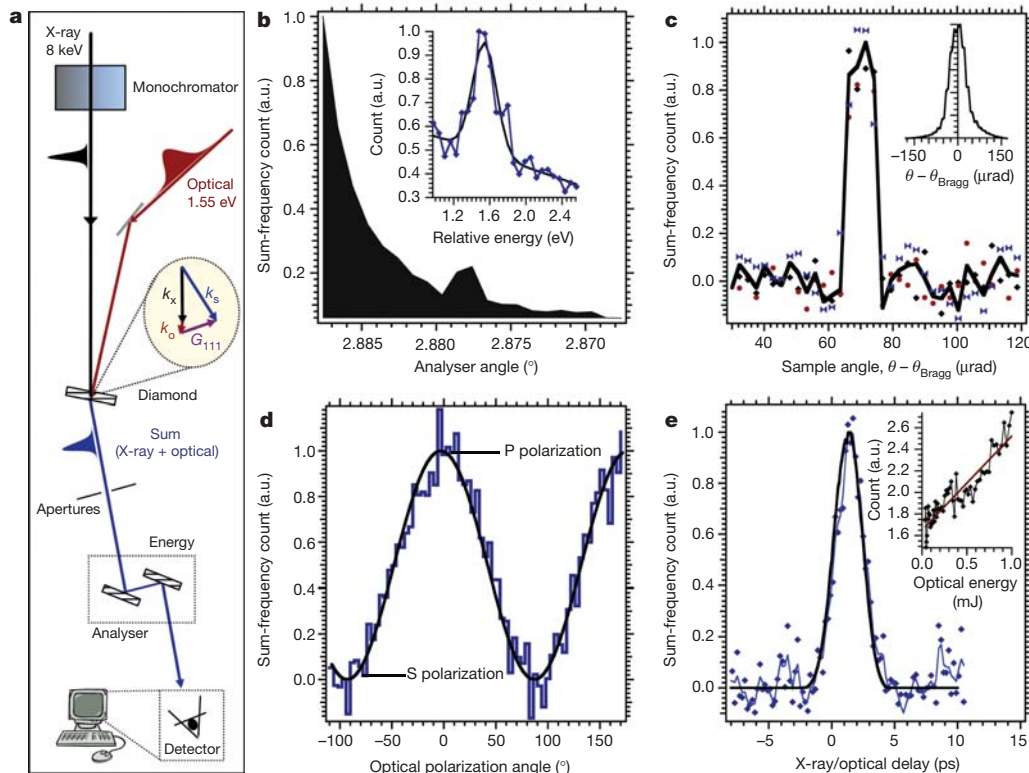 a
X-ray
8 keV
Monochromator
Optical
1.55 eV
kx
ks
ko
G111
Diamond
Sum
(X-ray + optical)
Apertures
Energy
Analyser
Detector
b
Sum-frequency count (a.u.)
1.0
0.8
0.6
0.4
0.2
2.885
2.880
2.875
2.870
Analyser angle (°)
Count (a.u.)
1.0
0.9
0.8
0.7
0.6
0.5
0.4
0.3
1.2
1.6
2.0
2.4
Relative energy (eV)
c
Sum-frequency count (a.u.)
1.0
0.8
0.6
0.4
0.2
0.0
40
60
80
100
120
Sample angle, θ – θBragg (μrad)
−150
0
150
θ – θBragg (μrad)
d
Sum-frequency count (a.u.)
1.0
0.8
0.6
0.4
0.2
0.0
P polarization
S polarization
−100
−50
0
50
100
150
Optical polarization angle (°)
e
Sum-frequency count (a.u.)
1.0
0.8
0.6
0.4
0.2
0.0
−5
0
5
10
15
X-ray/optical delay (ps)
Count (a.u.)
2.6
2.4
2.2
2.0
1.8
1.6
0.0
0.5
1.0
Optical energy
(mJ)